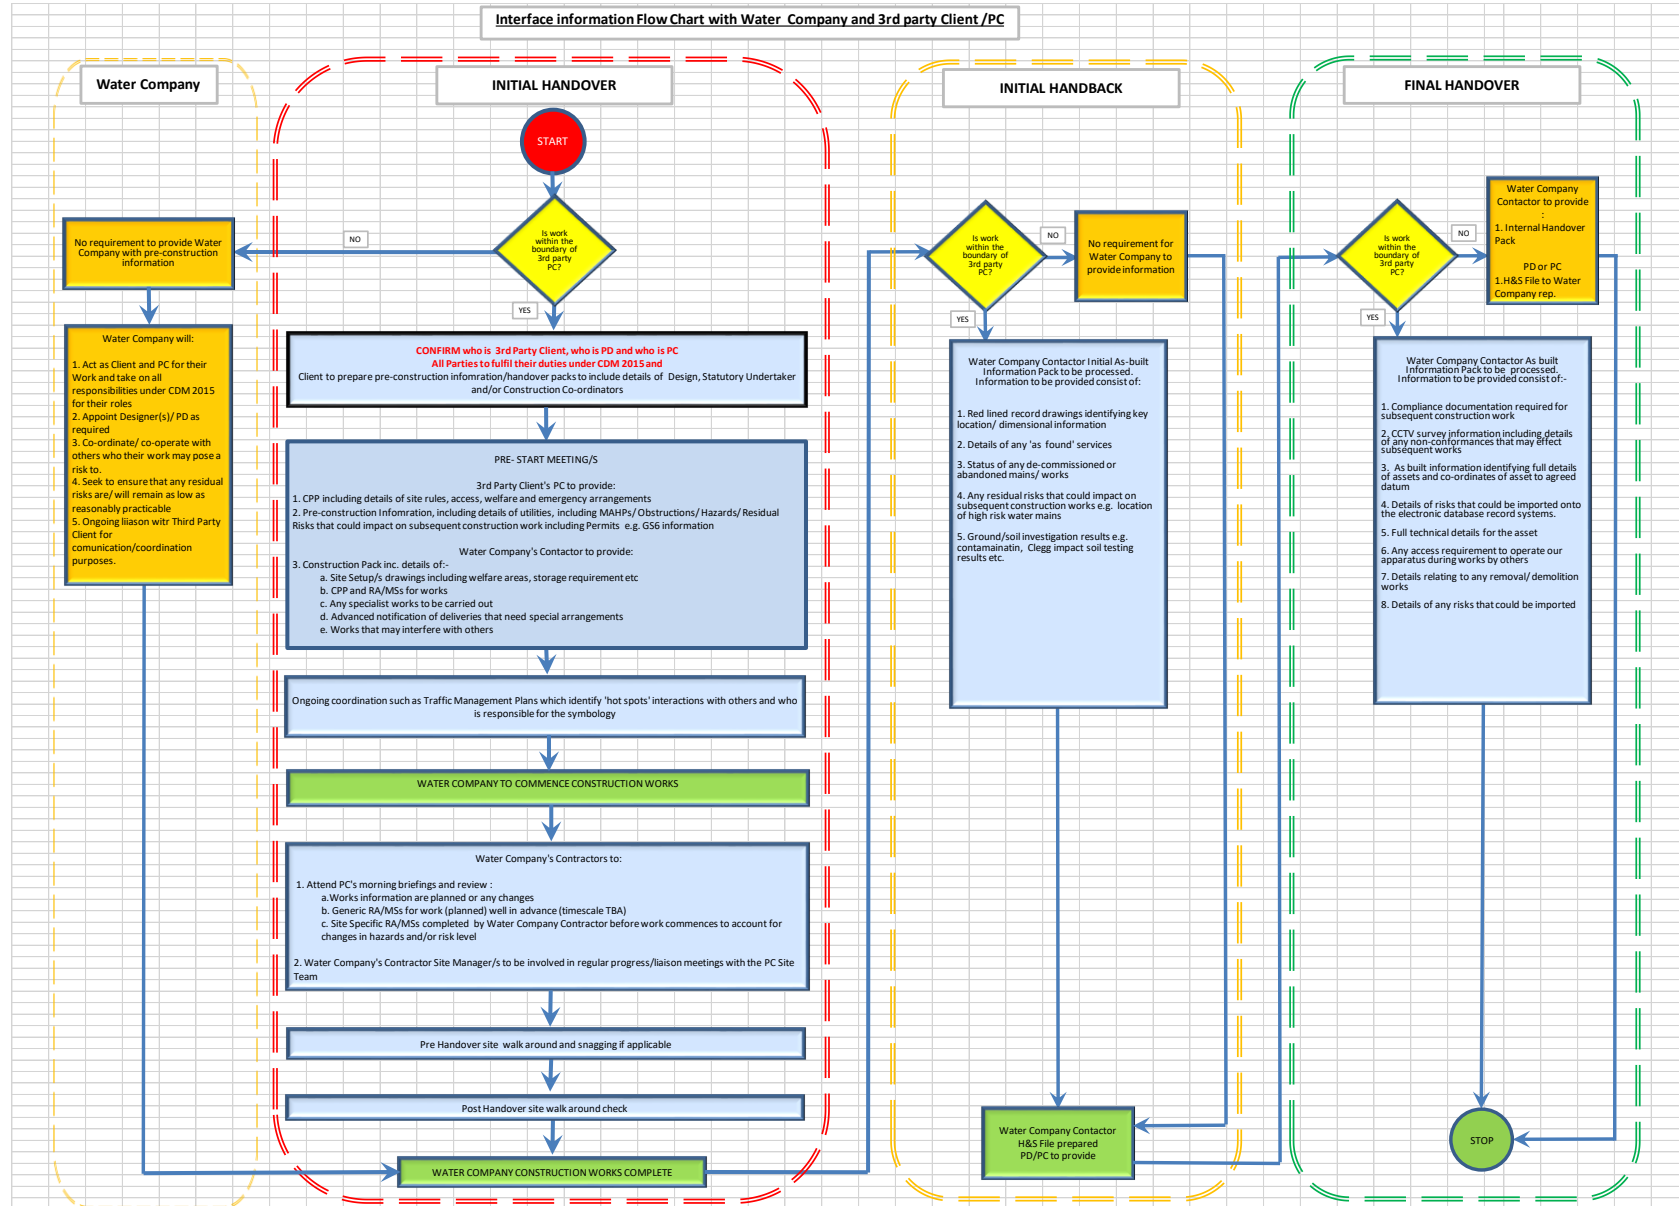 Interface information Flow Chart with Water Company and 3rd party Client /PC
Water Company
No requirement to provide Water
Company with pre-construction
information
Water Company will:
1. Act as Client and PC for their
Work and take on all
responsibilities under CDM 2015
for their roles
2. Appoint Designer(s)/ PD as
required
3. Co-ordinate/ co-operate with
others who their work may pose a
risk to.
4. Seek to ensure that any residual
risks are/ will remain as low as
reasonably practicable
5. Ongoing liiason witr Third Party
Client for
comunication/coordination
purposes.
INITIAL HANDOVER
START
Is work
within the
boundary of
3rd party
PC?
NO
YES
CONFIRM who is 3rd Party Client, who is PD and who is PC
All Parties to fulfil their duties under CDM 2015 and
Client to prepare pre-construction infomration/handover packs to include details of Design, Statutory Undertaker
and/or Construction Co-ordinators
PRE- START MEETING/S
3rd Party Client's PC to provide:
1. CPP including details of site rules, access, welfare and emergency arrangements
2. Pre-construction Infomration, including details of utilities, including MAHPs/ Obstructions/ Hazards/ Residual
Risks that could impact on subsequent construction work including Permits e.g. GS6 information
Water Company's Contactor to provide:
3. Construction Pack inc. details of:-
a. Site Setup/s drawings including welfare areas, storage requirement etc
b. CPP and RA/MSs for works
c. Any specialist works to be carried out
d. Advanced notification of deliveries that need special arrangements
e. Works that may interfere with others
Ongoing coordination such as Traffic Management Plans which identify 'hot spots' interactions with others and who
is responsible for the symbology
WATER COMPANY TO COMMENCE CONSTRUCTION WORKS
Water Company's Contractors to:
1. Attend PC's morning briefings and review :
a.Works information are planned or any changes
b. Generic RA/MSs for work (planned) well in advance (timescale TBA)
c. Site Specific RA/MSs completed by Water Company Contractor before work commences to account for
changes in hazards and/or risk level
2. Water Company's Contractor Site Manager/s to be involved in regular progress/liaison meetings with the PC Site
Team
Pre Handover site walk around and snagging if applicable
Post Handover site walk around check
WATER COMPANY CONSTRUCTION WORKS COMPLETE
INITIAL HANDBACK
Is work
within the
boundary of
3rd party
PC?
NO
No requirement for
Water Company to
provide information
YES
Water Company Contactor Initial As-built
Information Pack to be processed.
Information to be provided consist of:
1. Red lined record drawings identifying key
location/ dimensional information
2. Details of any 'as found' services
3. Status of any de-commissioned or
abandoned mains/ works
4. Any residual risks that could impact on
subsequent construction works e.g. location
of high risk water mains
5. Ground/soil investigation results e.g.
contamainatin, Clegg impact soil testing
results etc.
Water Company Contactor
H&S File prepared
PD/PC to provide
FINAL HANDOVER
Is work
within the
boundary of
3rd party
PC?
NO
Water Company
Contactor to provide
:
1. Internal Handover
Pack
PD or PC
1.H&S File to Water
Company rep.
YES
Water Company Contactor As built
Information Pack to be processed.
Information to be provided consist of:-
1. Compliance documentation required for
subsequent construction work
2. CCTV survey information including details
of any non-conformances that may effect
subsequent works
3. As built information identifying full details
of assets and co-ordinates of asset to agreed
datum
4. Details of risks that could be imported onto
the electronic database record systems.
5. Full technical details for the asset
6. Any access requirement to operate our
apparatus during works by others
7. Details relating to any removal/ demolition
works
8. Details of any risks that could be imported
STOP